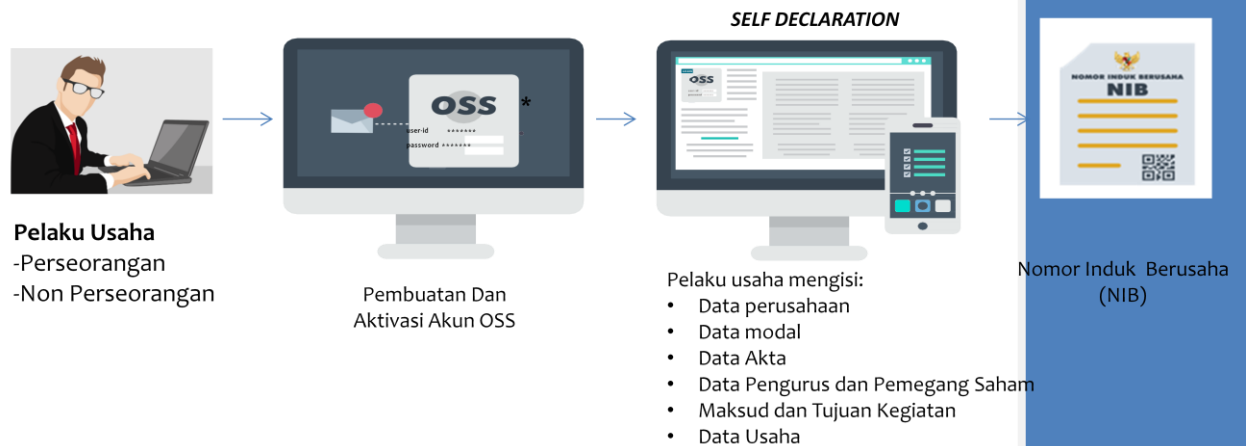 SELF DECLARATION
Pelaku Usaha
-Perseorangan
-Non Perseorangan
OSS *
user-id *******
password *******
Pembuatan Dan
Aktivasi Akun OSS
OSS
Pelaku usaha mengisi:
• Data perusahaan
• Data modal
• Data Akta
• Data Pengurus dan Pemegang Saham
• Maksud dan Tujuan Kegiatan
• Data Usaha
NOMOR INDUK BERUSAHA
NIB
Nomor Induk Berusaha
(NIB)